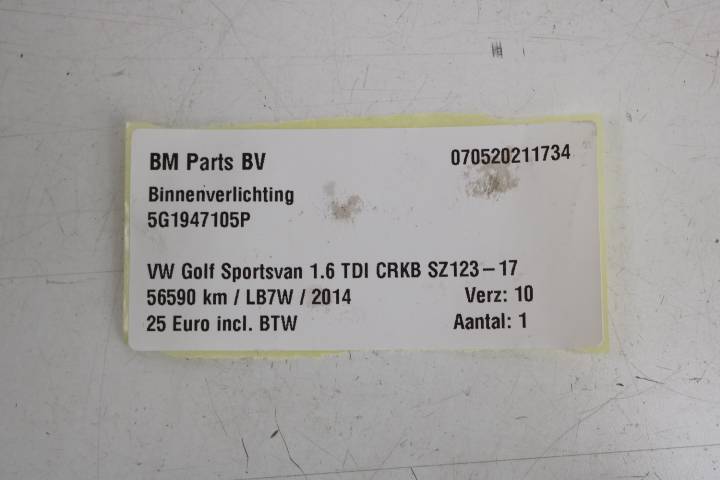 BM Parts BV 070520211734
Binnenverlichting
5G1947105P
VW Golf Sportsvan 1.6 TDI CRKB SZ123-17
56590 km / LB7W / 2014 Verz: 10
25 Euro incl. BTW Aantal: 1